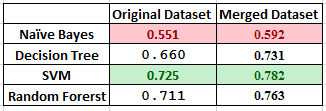 Original Dataset Merged Dataset
Naïve Bayes 0.551 0.592
Decision Tree 0.660 0.731
SVM 0.725 0.782
Random Forerst 0.711 0.763